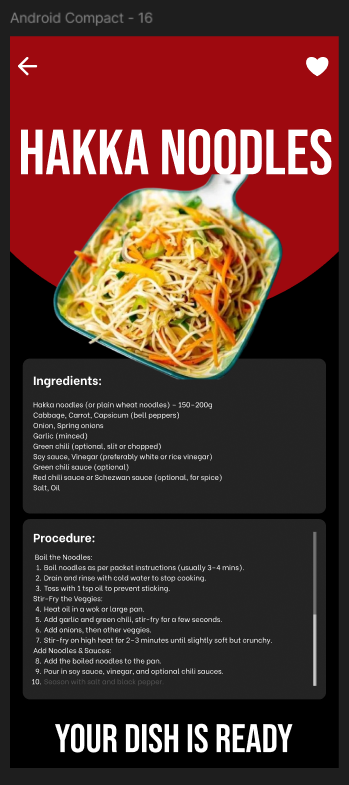 Android Compact - 16
HAKKA NOODLES
Ingredients:
Hakka noodles (or plain wheat noodles) – 150–200g
Cabbage, Carrot, Capsicum (bell peppers)
Onion, Spring onions
Garlic (minced)
Green chili (optional, slit or chopped)
Soy sauce, Vinegar (preferably white or rice vinegar)
Green chili sauce (optional)
Red chili sauce or Schezwan sauce (optional, for spice)
Salt, Oil
Procedure:
Boil the Noodles:
1. Boil noodles as per packet instructions (usually 3–4 mins).
2. Drain and rinse with cold water to stop cooking.
3. Toss with 1 tsp oil to prevent sticking.
Stir-Fry the Veggies:
4. Heat oil in a wok or large pan.
5. Add garlic and green chili, stir-fry for a few seconds.
6. Add onions, then other veggies.
7. Stir-fry on high heat for 2–3 minutes until slightly soft but crunchy.
Add Noodles & Sauces:
8. Add the boiled noodles to the pan.
9. Pour in soy sauce, vinegar, and optional chili sauces.
10. Season with salt and black pepper
YOUR DISH IS READY